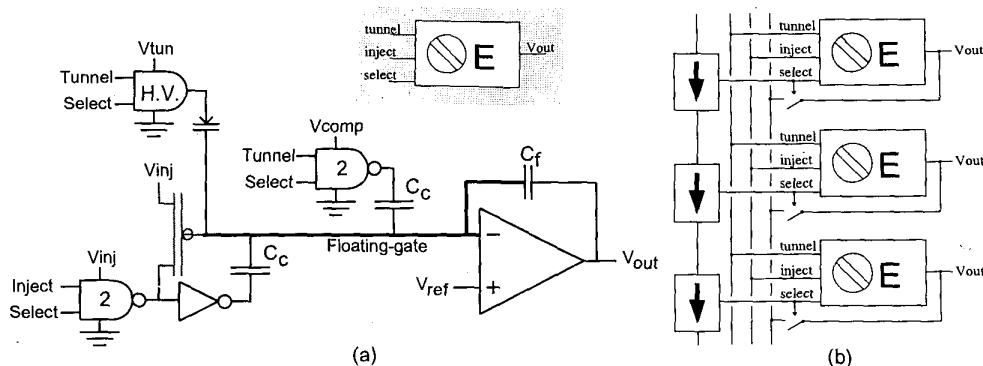 Vtun
Tunnel
Select
H.V.
Vinj
Vinj
Inject
Select
2
Vcomp
Tunnel
Select
2
Cc
Cc
Cf
Floating-gate
Vref
−
+
Vout
tunnel
inject
select
E
Vout
(a)
tunnel
inject
select
E
Vout
tunnel
inject
select
E
Vout
tunnel
inject
select
E
Vout
(b)